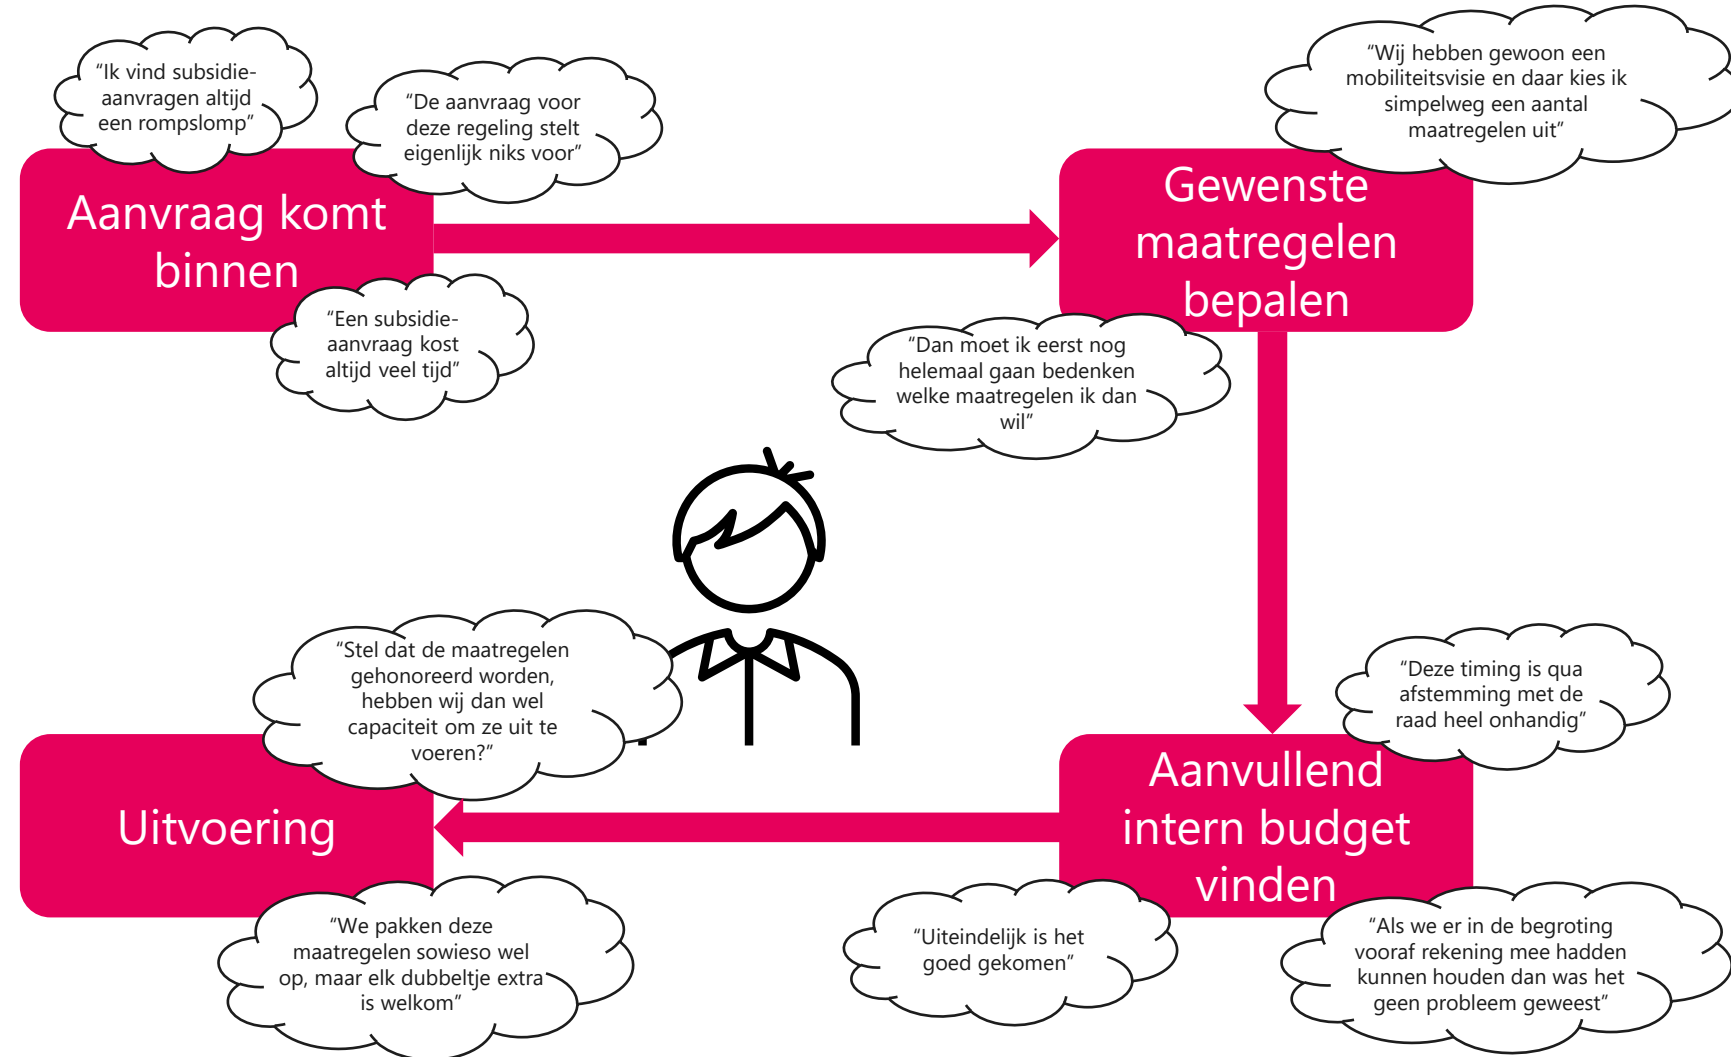 “Ik vind subsidie-
aanvragen altijd
een rompslomp”
“De aanvraag voor
deze regeling stelt
eigenlijk niks voor”
Aanvraag komt
binnen
“Een subsidie-
aanvraag kost
altijd veel tijd”
“Wij hebben gewoon een
mobiliteitsvisie en daar kies ik
simpelweg een aantal
maatregelen uit”
Gewenste
maatregelen
bepalen
“Dan moet ik eerst nog
helemaal gaan bedenken
welke maatregelen ik dan
wil”
“Deze timing is qua
afstemming met de
raad heel onhandig”
Aanvullend
intern budget
vinden
“Uiteindelijk is het
goed gekomen”
“Als we er in de begroting
vooraf rekening mee hadden
kunnen houden dan was het
geen probleem geweest”
“Stel dat de maatregelen
gehonoreerd worden,
hebben wij dan wel
capaciteit om ze uit te
voeren?”
Uitvoering
“We pakken deze
maatregelen sowieso wel
op, maar elk dubbeltje extra
is welkom”